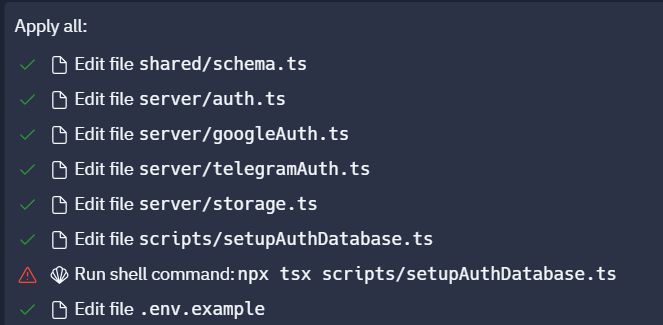 Apply all:
Edit file shared/schema.ts
Edit file server/auth.ts
Edit file server/googleAuth.ts
Edit file server/telegramAuth.ts
Edit file server/storage.ts
Edit file scripts/setupAuthDatabase.ts
Run shell command: npx tsx scripts/setupAuthDatabase.ts
Edit file .env.example